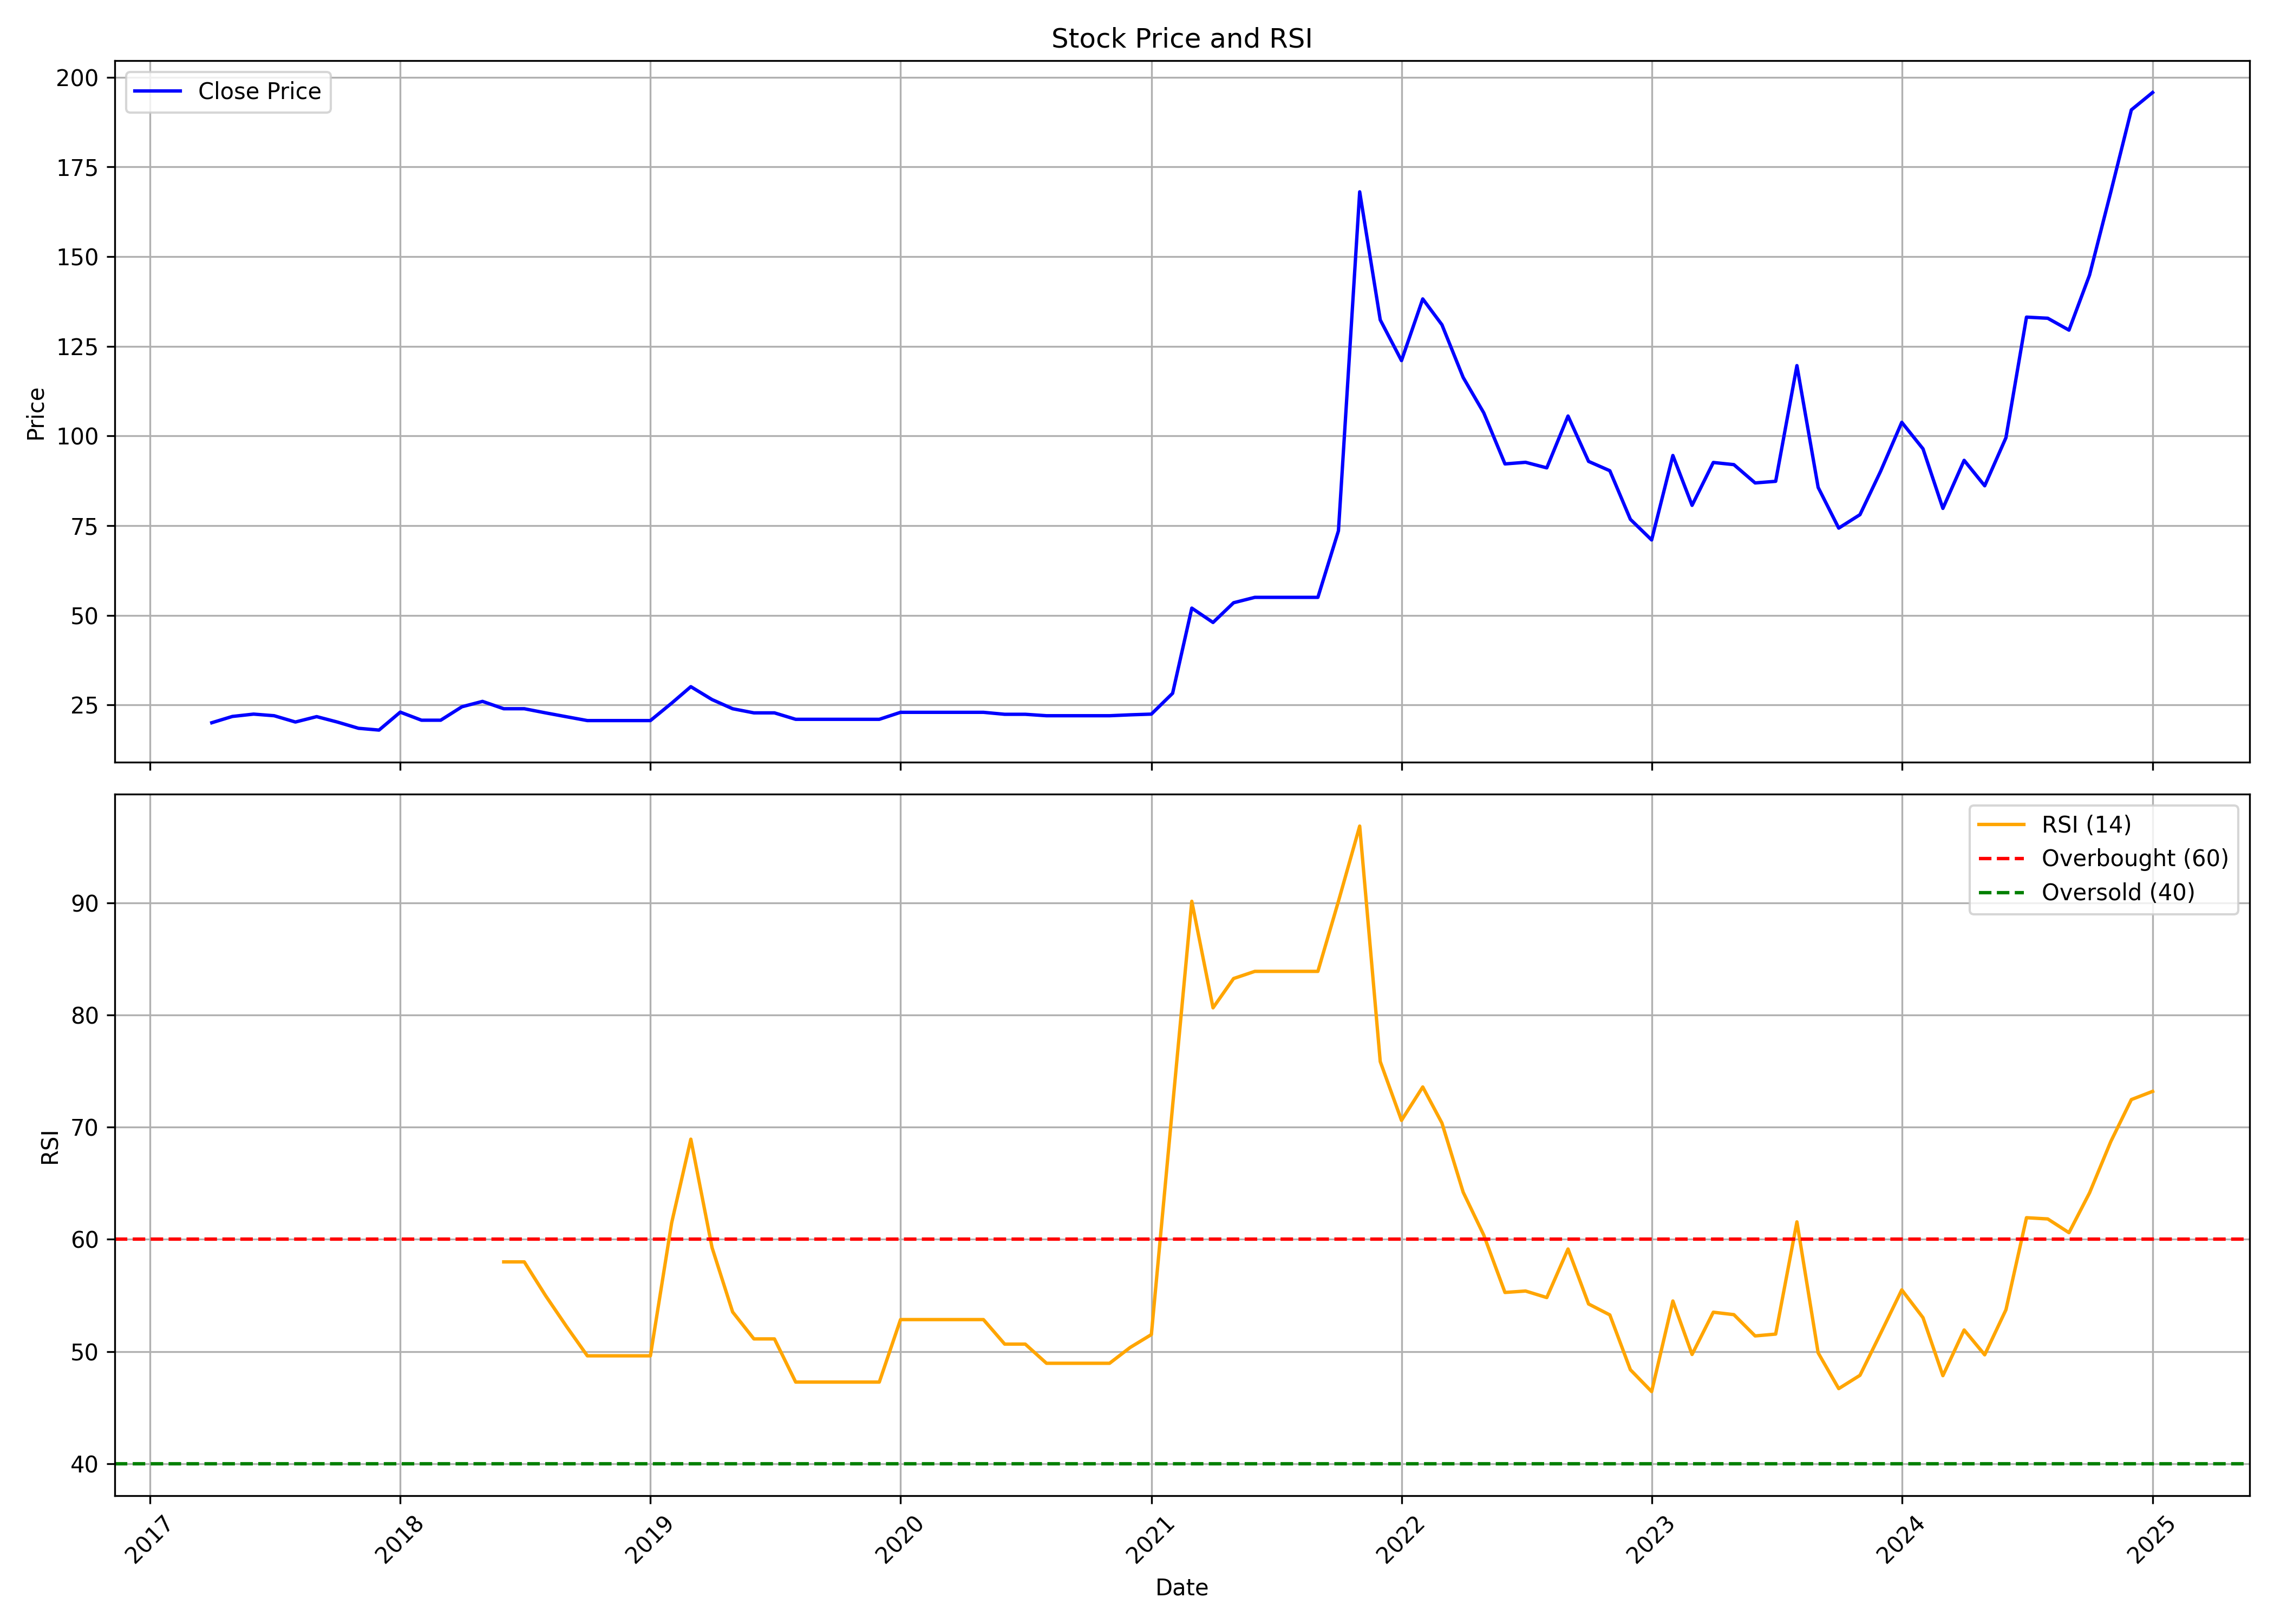 Stock Price and RSI
Close Price
200
175
150
125
100
75
50
25
Price
RSI (14)
Overbought (60)
Oversold (40)
90
80
70
60
50
40
RSI
2017
2018
2019
2020
2021
2022
2023
2024
2025
Date